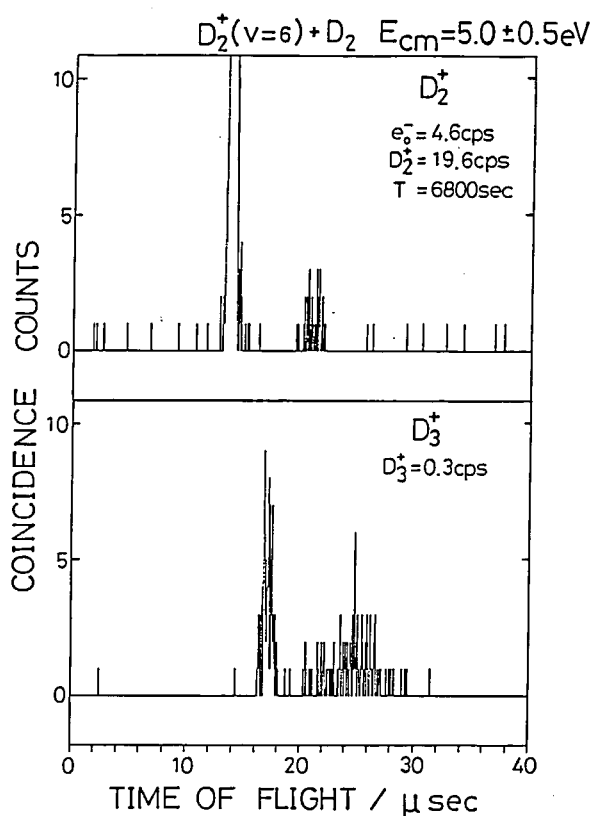 D₂⁺(v=6)+D₂ E_cm=5.0±0.5eV
10
D₂⁺
e₀⁻=4.6cps
D₂⁺=19.6cps
T=6800sec
5
0
COINCIDENCE COUNTS
10
D₃⁺
D₃⁺=0.3cps
5
0
0 10 20 30 40
TIME OF FLIGHT / μsec